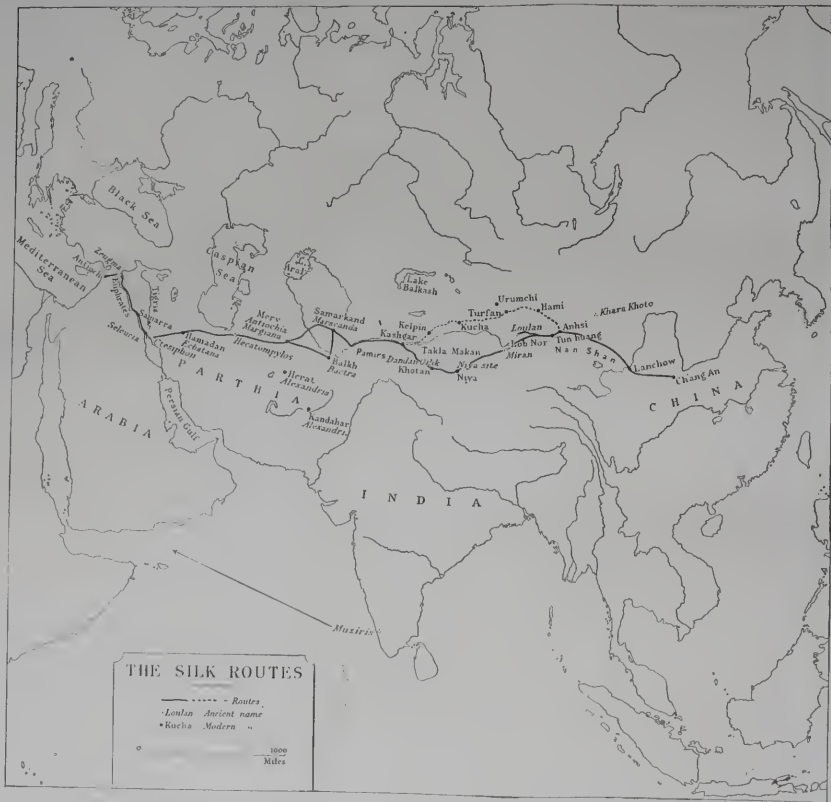 Black Sea
Mediterranean
Sea
Zeugma
Antioch
Euphrates
Tigris
Caspian
Sea
Aral
Lake
Balkash
Samarra
Seleucia
Ctesiphon
Hamadan
Ecbatana
Hecatompylos
Merv
Antiochia
Margiana
Samarkand
Maracanda
Balkh
Bactra
Herat
Alexandria
Kandahar
Alexandria
PARTHIA
ARABIA
Persian Gulf
Pamirs
Kelpin
Kashgar
Kucha
Turfan
Urumchi
Hami
Khara Khoto
Takla Makan
Dandan Uilik
Khotan
Niya site
Niya
Loulan
Lob Nor
Miran
Anhsi
Tun huang
Nan Shan
Lanchow
Chang An
CHINA
INDIA
Muziris
THE SILK ROUTES
Routes
Loulan Ancient name
Kucha Modern "
0
1000
Miles